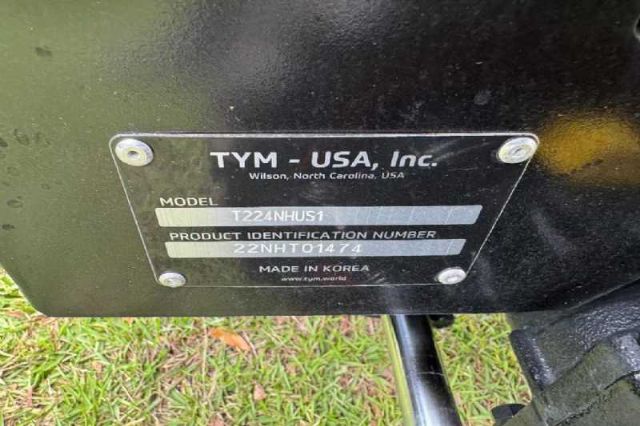 TYM - USA, Inc.
Wilson, North Carolina, USA
MODEL
T224NHUS1
PRODUCT IDENTIFICATION NUMBER
22NHT01474
MADE IN KOREA
www.tym.world